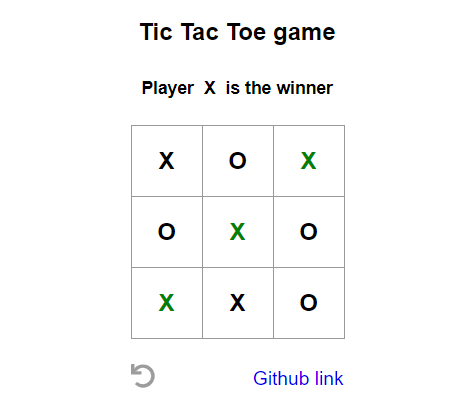 Tic Tac Toe game
Player X is the winner
X O X
O X O
X X O
Github link